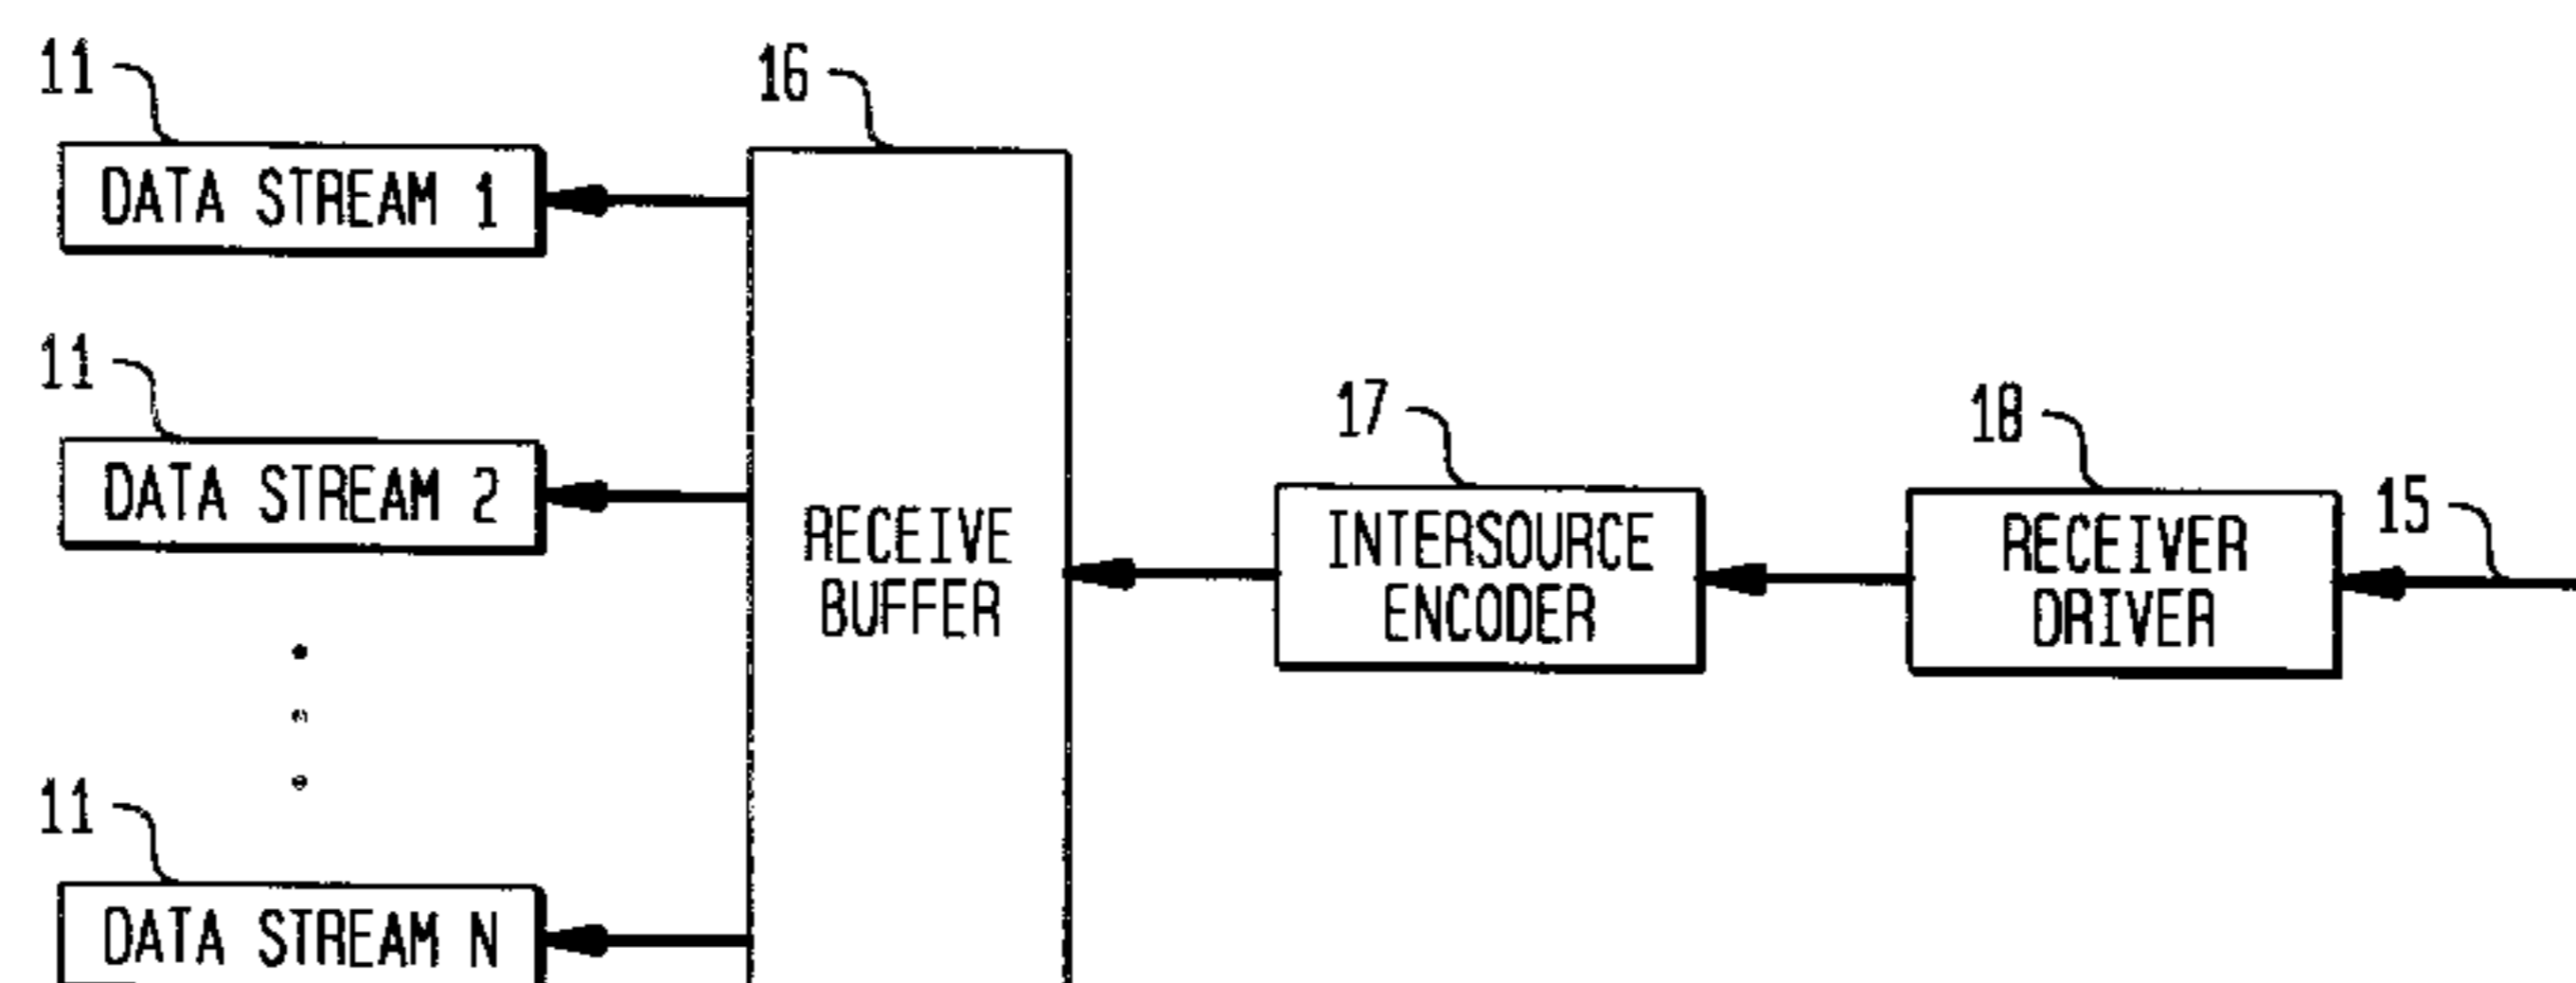 11
DATA STREAM 1
11
DATA STREAM 2
11
DATA STREAM N
16
RECEIVE
BUFFER
17
INTERSOURCE
ENCODER
18
RECEIVER
DRIVER
15